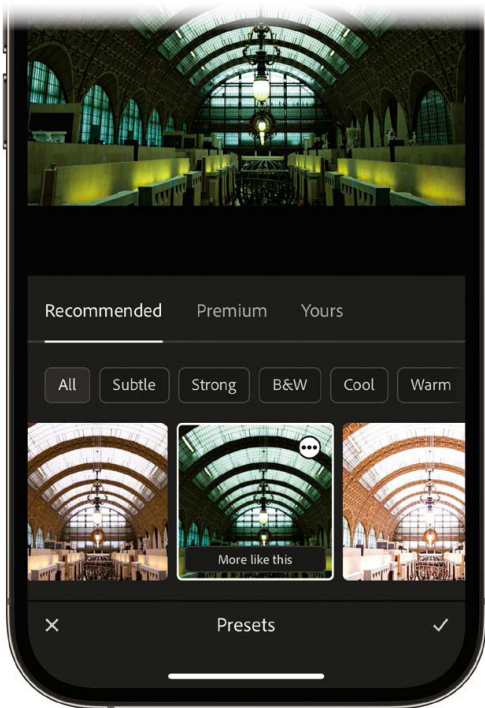 Recommended Premium Yours
All Subtle Strong B&W Cool Warm
More like this
Presets